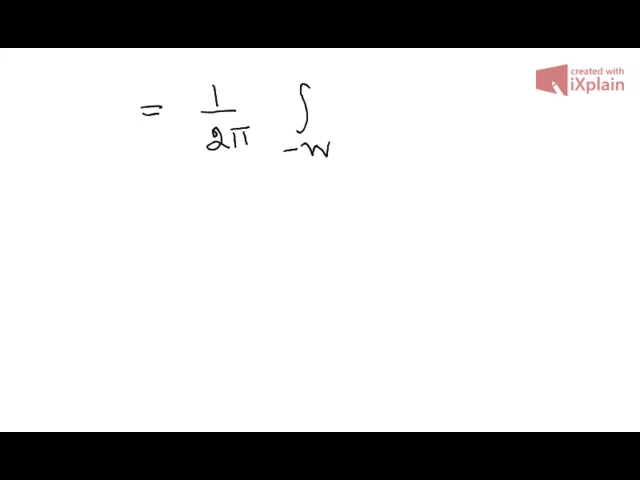 created with
iXplain
= 1/2π ∫_{-W}